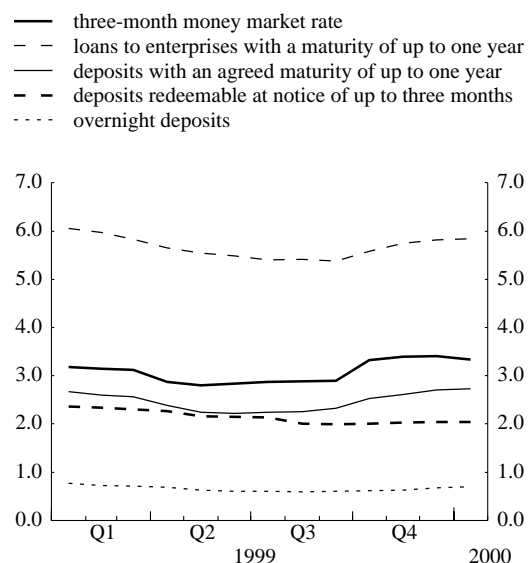 three-month money market rate
loans to enterprises with a maturity of up to one year
deposits with an agreed maturity of up to one year
deposits redeemable at notice of up to three months
overnight deposits
7.0 7.0
6.0 6.0
5.0 5.0
4.0 4.0
3.0 3.0
2.0 2.0
1.0 1.0
0.0 0.0
Q1 Q2 Q3 Q4
1999 2000